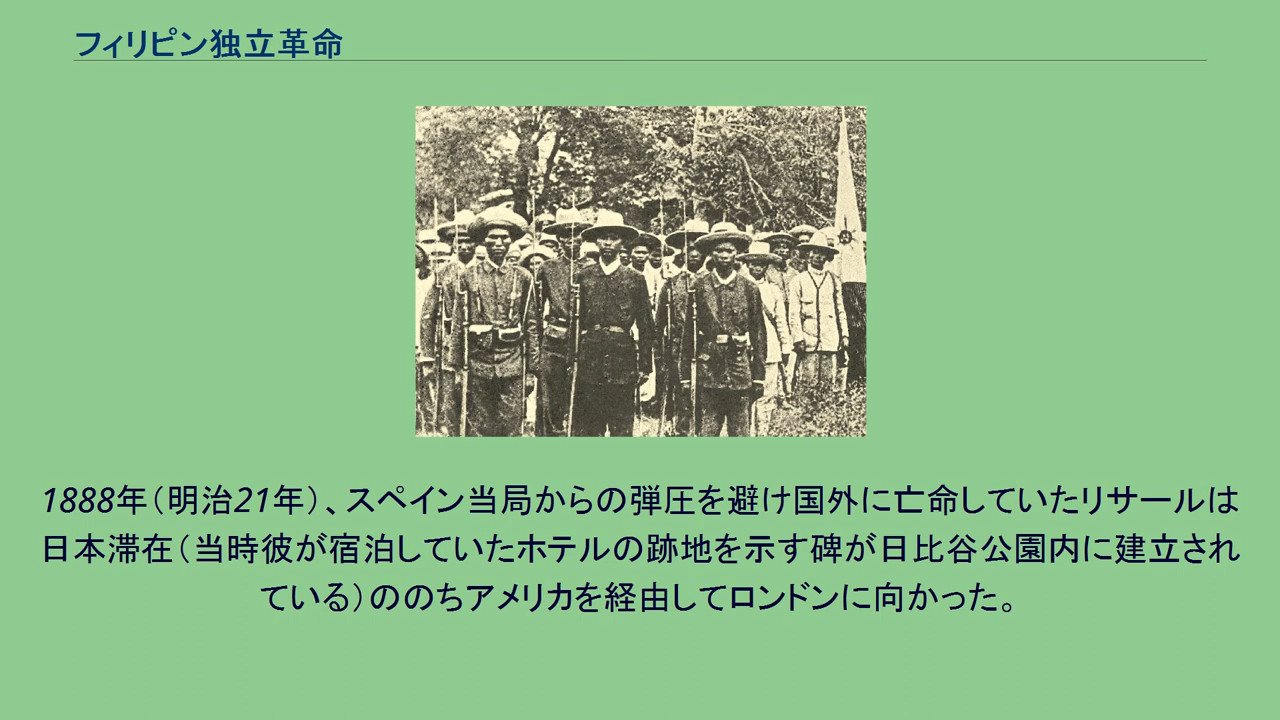 フィリピン独立革命
1888年（明治21年）、スペイン当局からの弾圧を避け国外に亡命していたリサールは
日本滞在（当時彼が宿泊していたホテルの跡地を示す碑が日比谷公園内に建立され
ている）ののちアメリカを経由してロンドンに向かった。